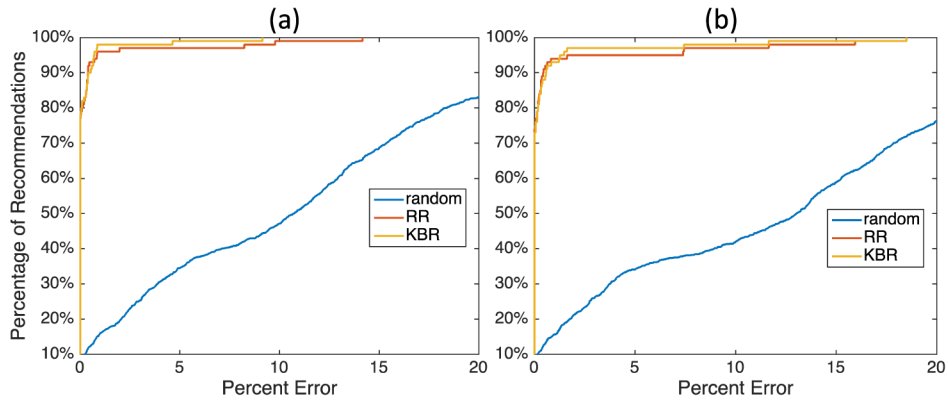 (a)
Percentage of Recommendations
100%
90%
80%
70%
60%
50%
40%
30%
20%
10%
0
5
10
15
20
Percent Error
random
RR
KBR
(b)
100%
90%
80%
70%
60%
50%
40%
30%
20%
10%
0
5
10
15
20
Percent Error
random
RR
KBR